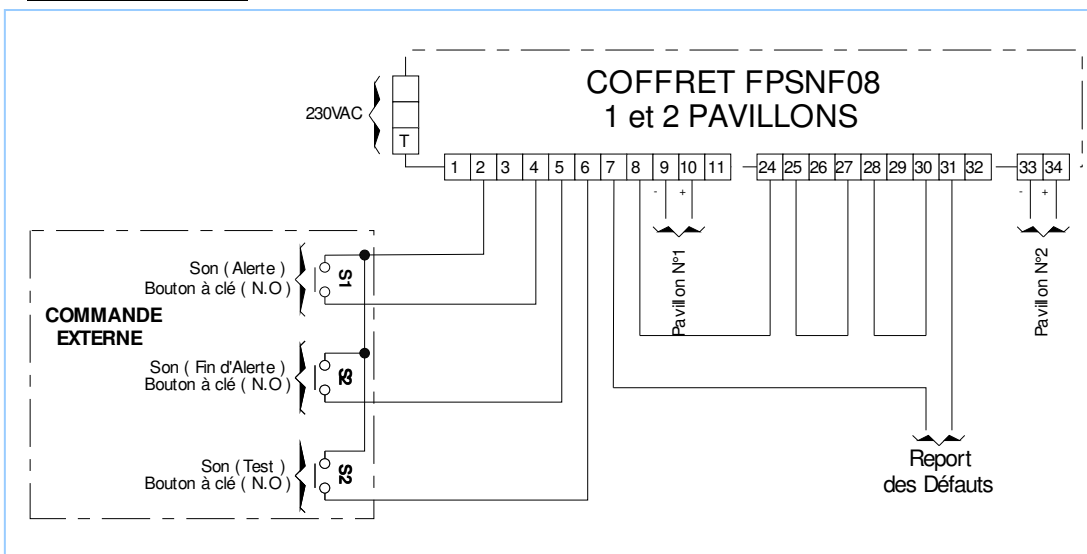 COFFRET FPSNF08
1 et 2 PAVILLONS
230VAC
T
1 2 3 4 5 6 7 8 9 10 11 24 25 26 27 28 29 30 31 32 33 34
- + - +
Pavillon N°1
Pavillon N°2
COMMANDE
EXTERNE
Son ( Alerte )
Bouton à clé ( N.O )
S1
Son ( Fin d'Alerte )
Bouton à clé ( N.O )
S2
Son ( Test )
Bouton à clé ( N.O )
S2
Report
des Défauts